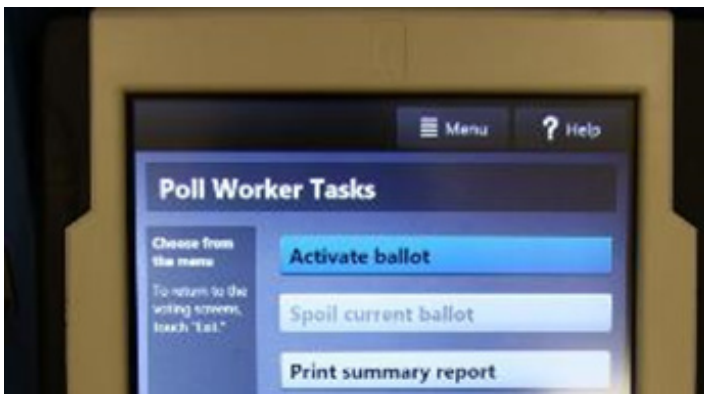 Menu
? Help
Poll Worker Tasks
Choose from
the menu
To return to the
voting screens,
touch "Exit."
Activate ballot
Spoil current ballot
Print summary report